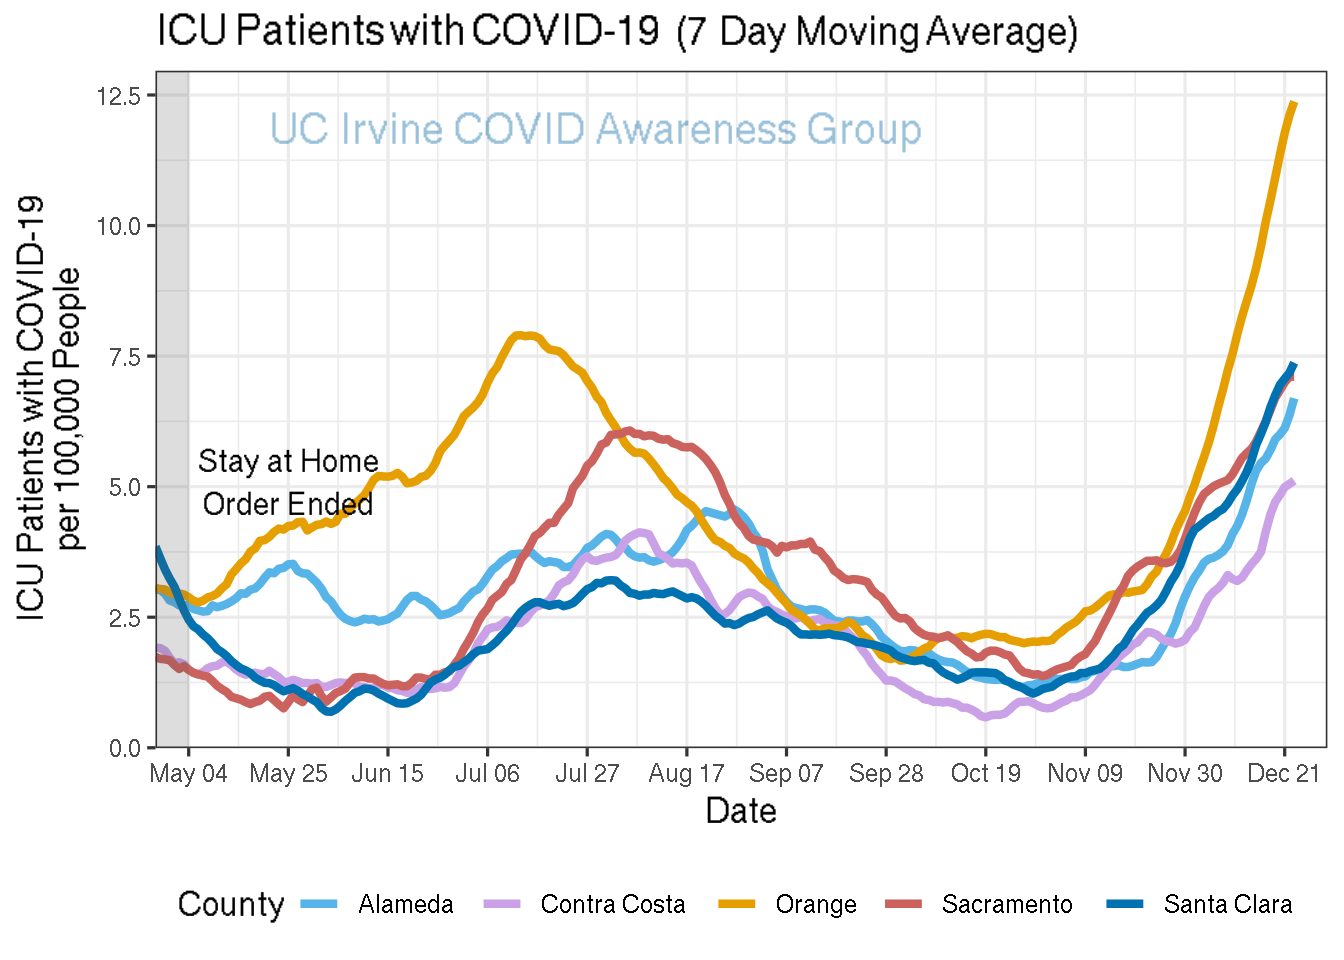 ICU Patients with COVID-19 (7 Day Moving Average)
UC Irvine COVID Awareness Group
ICU Patients with COVID-19
per 100,000 People
12.5
10.0
7.5
5.0
2.5
0.0
Stay at Home
Order Ended
May 04 May 25 Jun 15 Jul 06 Jul 27 Aug 17 Sep 07 Sep 28 Oct 19 Nov 09 Nov 30 Dec 21
Date
County Alameda Contra Costa Orange Sacramento Santa Clara